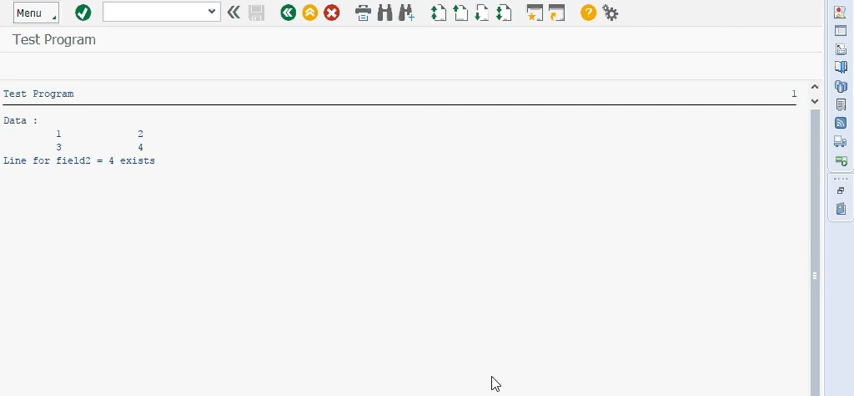 Menu
Test Program
Test Program 1
Data :
1 2
3 4
Line for field2 = 4 exists